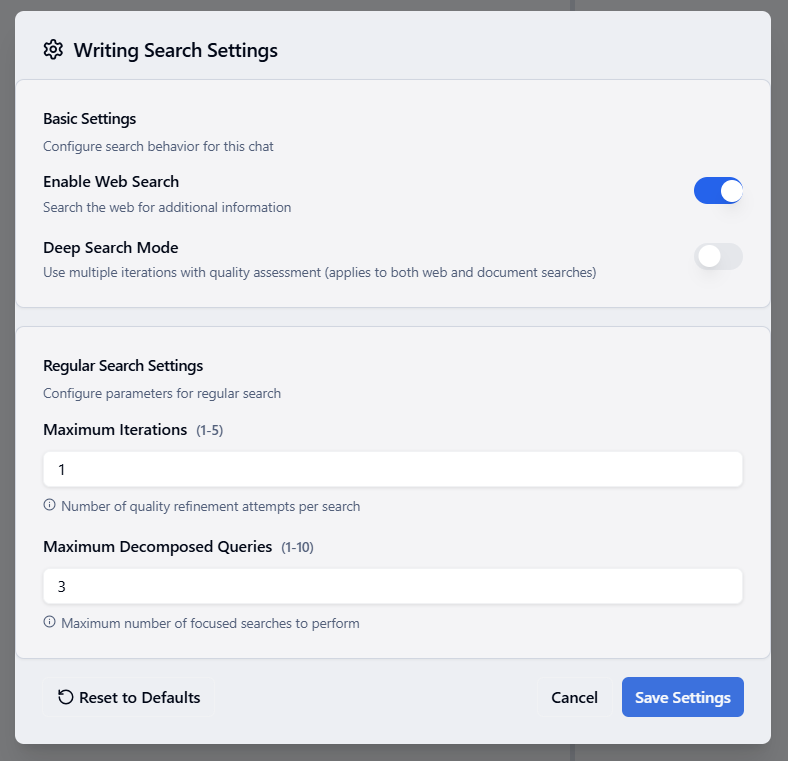 Writing Search Settings
Basic Settings
Configure search behavior for this chat
Enable Web Search
Search the web for additional information
Deep Search Mode
Use multiple iterations with quality assessment (applies to both web and document searches)
Regular Search Settings
Configure parameters for regular search
Maximum Iterations (1-5)
1
Number of quality refinement attempts per search
Maximum Decomposed Queries (1-10)
3
Maximum number of focused searches to perform
Reset to Defaults
Cancel
Save Settings